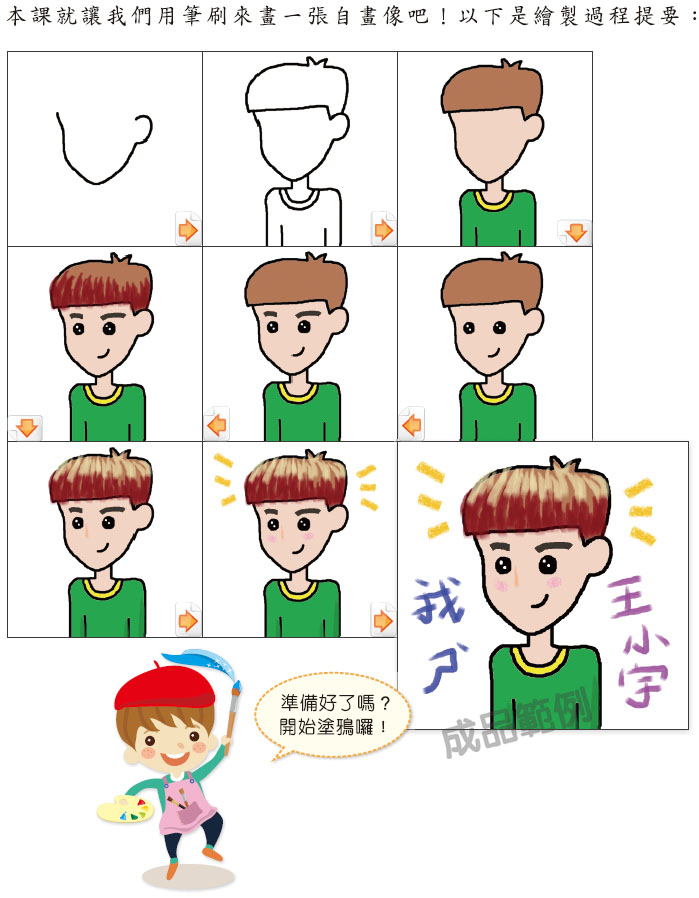 本課就讓我們用筆刷來畫一張自畫像吧！以下是繪製過程提要：
我ㄋ
王小宇
成品範例
準備好了嗎？
開始塗鴉囉！